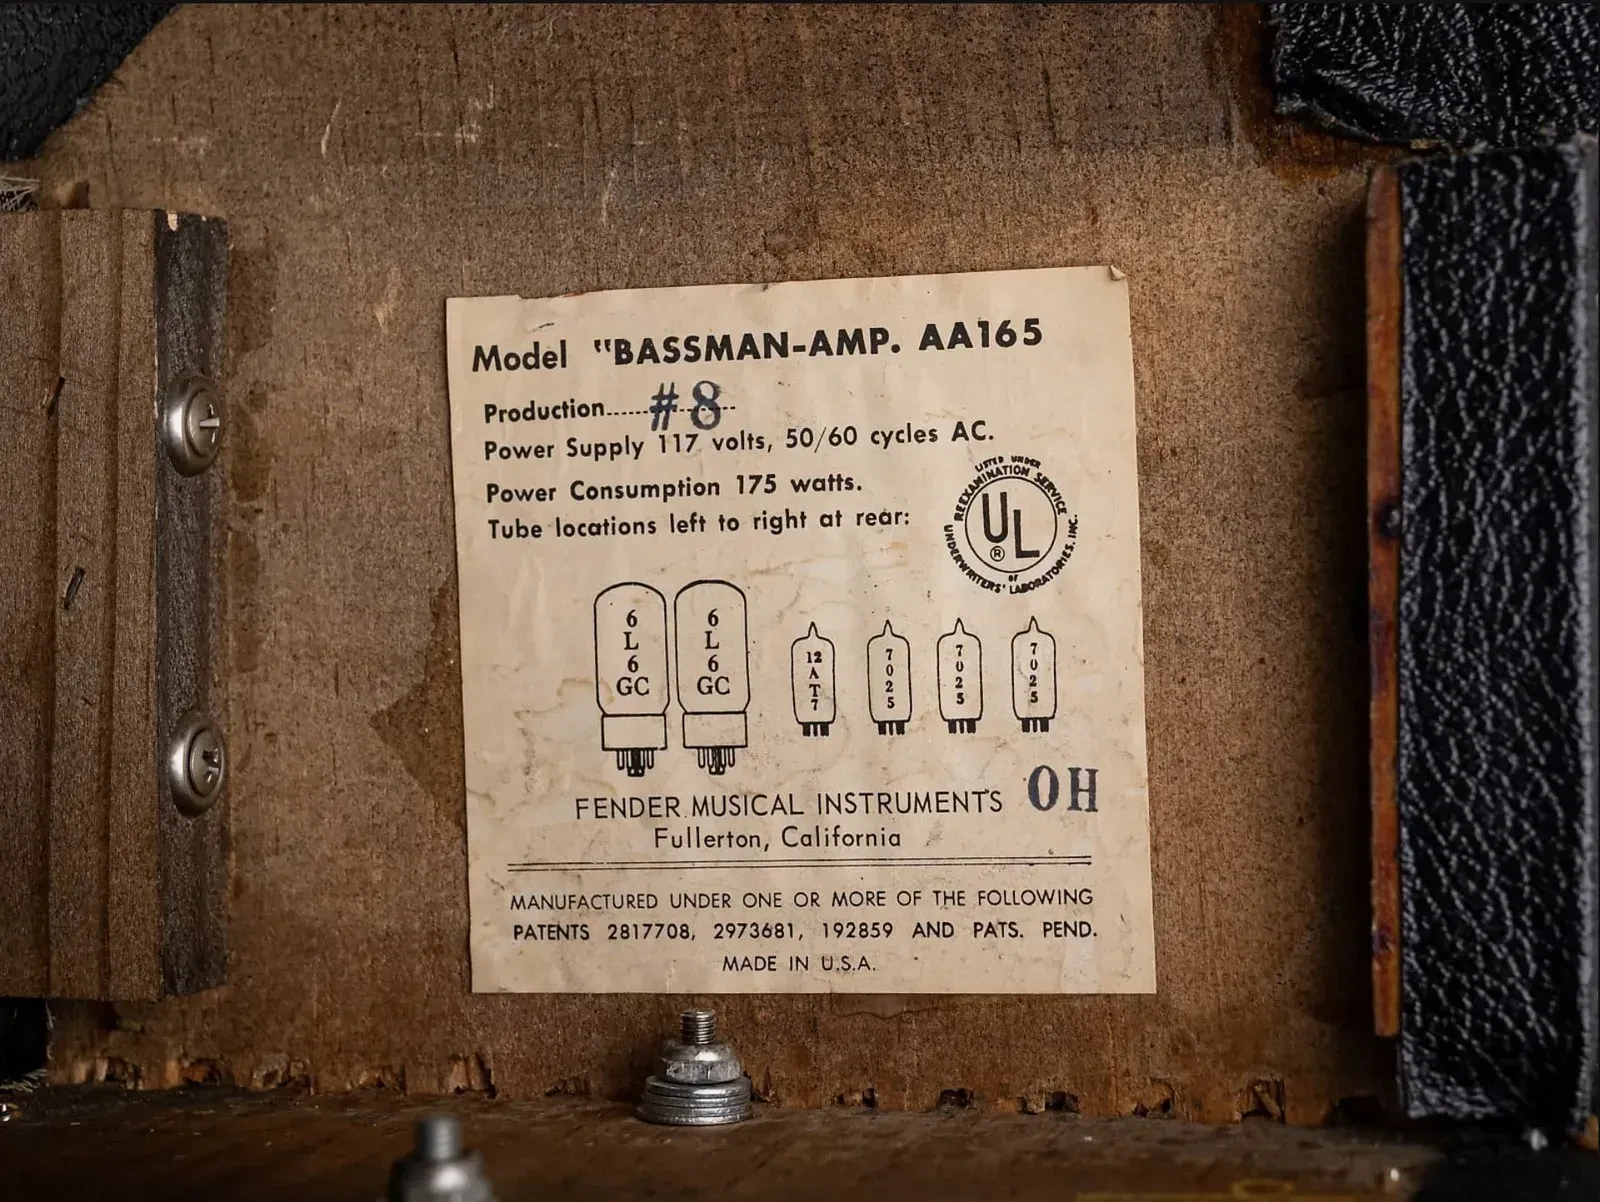 Model "BASSMAN-AMP. AA165
Production......#8......
Power Supply 117 volts, 50/60 cycles AC.
Power Consumption 175 watts.
Tube locations left to right at rear:
LISTED UNDER
REEXAMINATION SERVICE
UL
®
OF
UNDERWRITERS' LABORATORIES, INC.
6L6GC 6L6GC 12AT7 7025 7025 7025
FENDER MUSICAL INSTRUMENTS OH
Fullerton, California
MANUFACTURED UNDER ONE OR MORE OF THE FOLLOWING
PATENTS 2817708, 2973681, 192859 AND PATS. PEND.
MADE IN U.S.A.